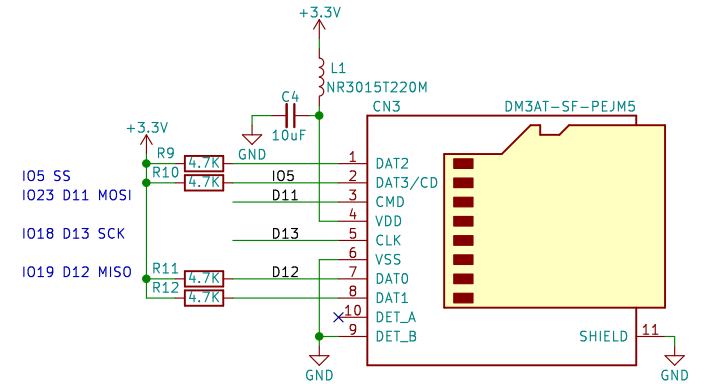 +3.3V
L1
NR3015T220M
C4
10uF
GND
CN3
DM3AT-SF-PEJM5
+3.3V
R9
4.7K
1
DAT2
R10
4.7K
IO5
2
DAT3/CD
IO5 SS
IO23 D11 MOSI
D11
3
CMD
4
VDD
IO18 D13 SCK
D13
5
CLK
6
VSS
IO19 D12 MISO
R11
4.7K
D12
7
DAT0
R12
4.7K
8
DAT1
10
DET_A
9
DET_B
SHIELD
11
GND
GND